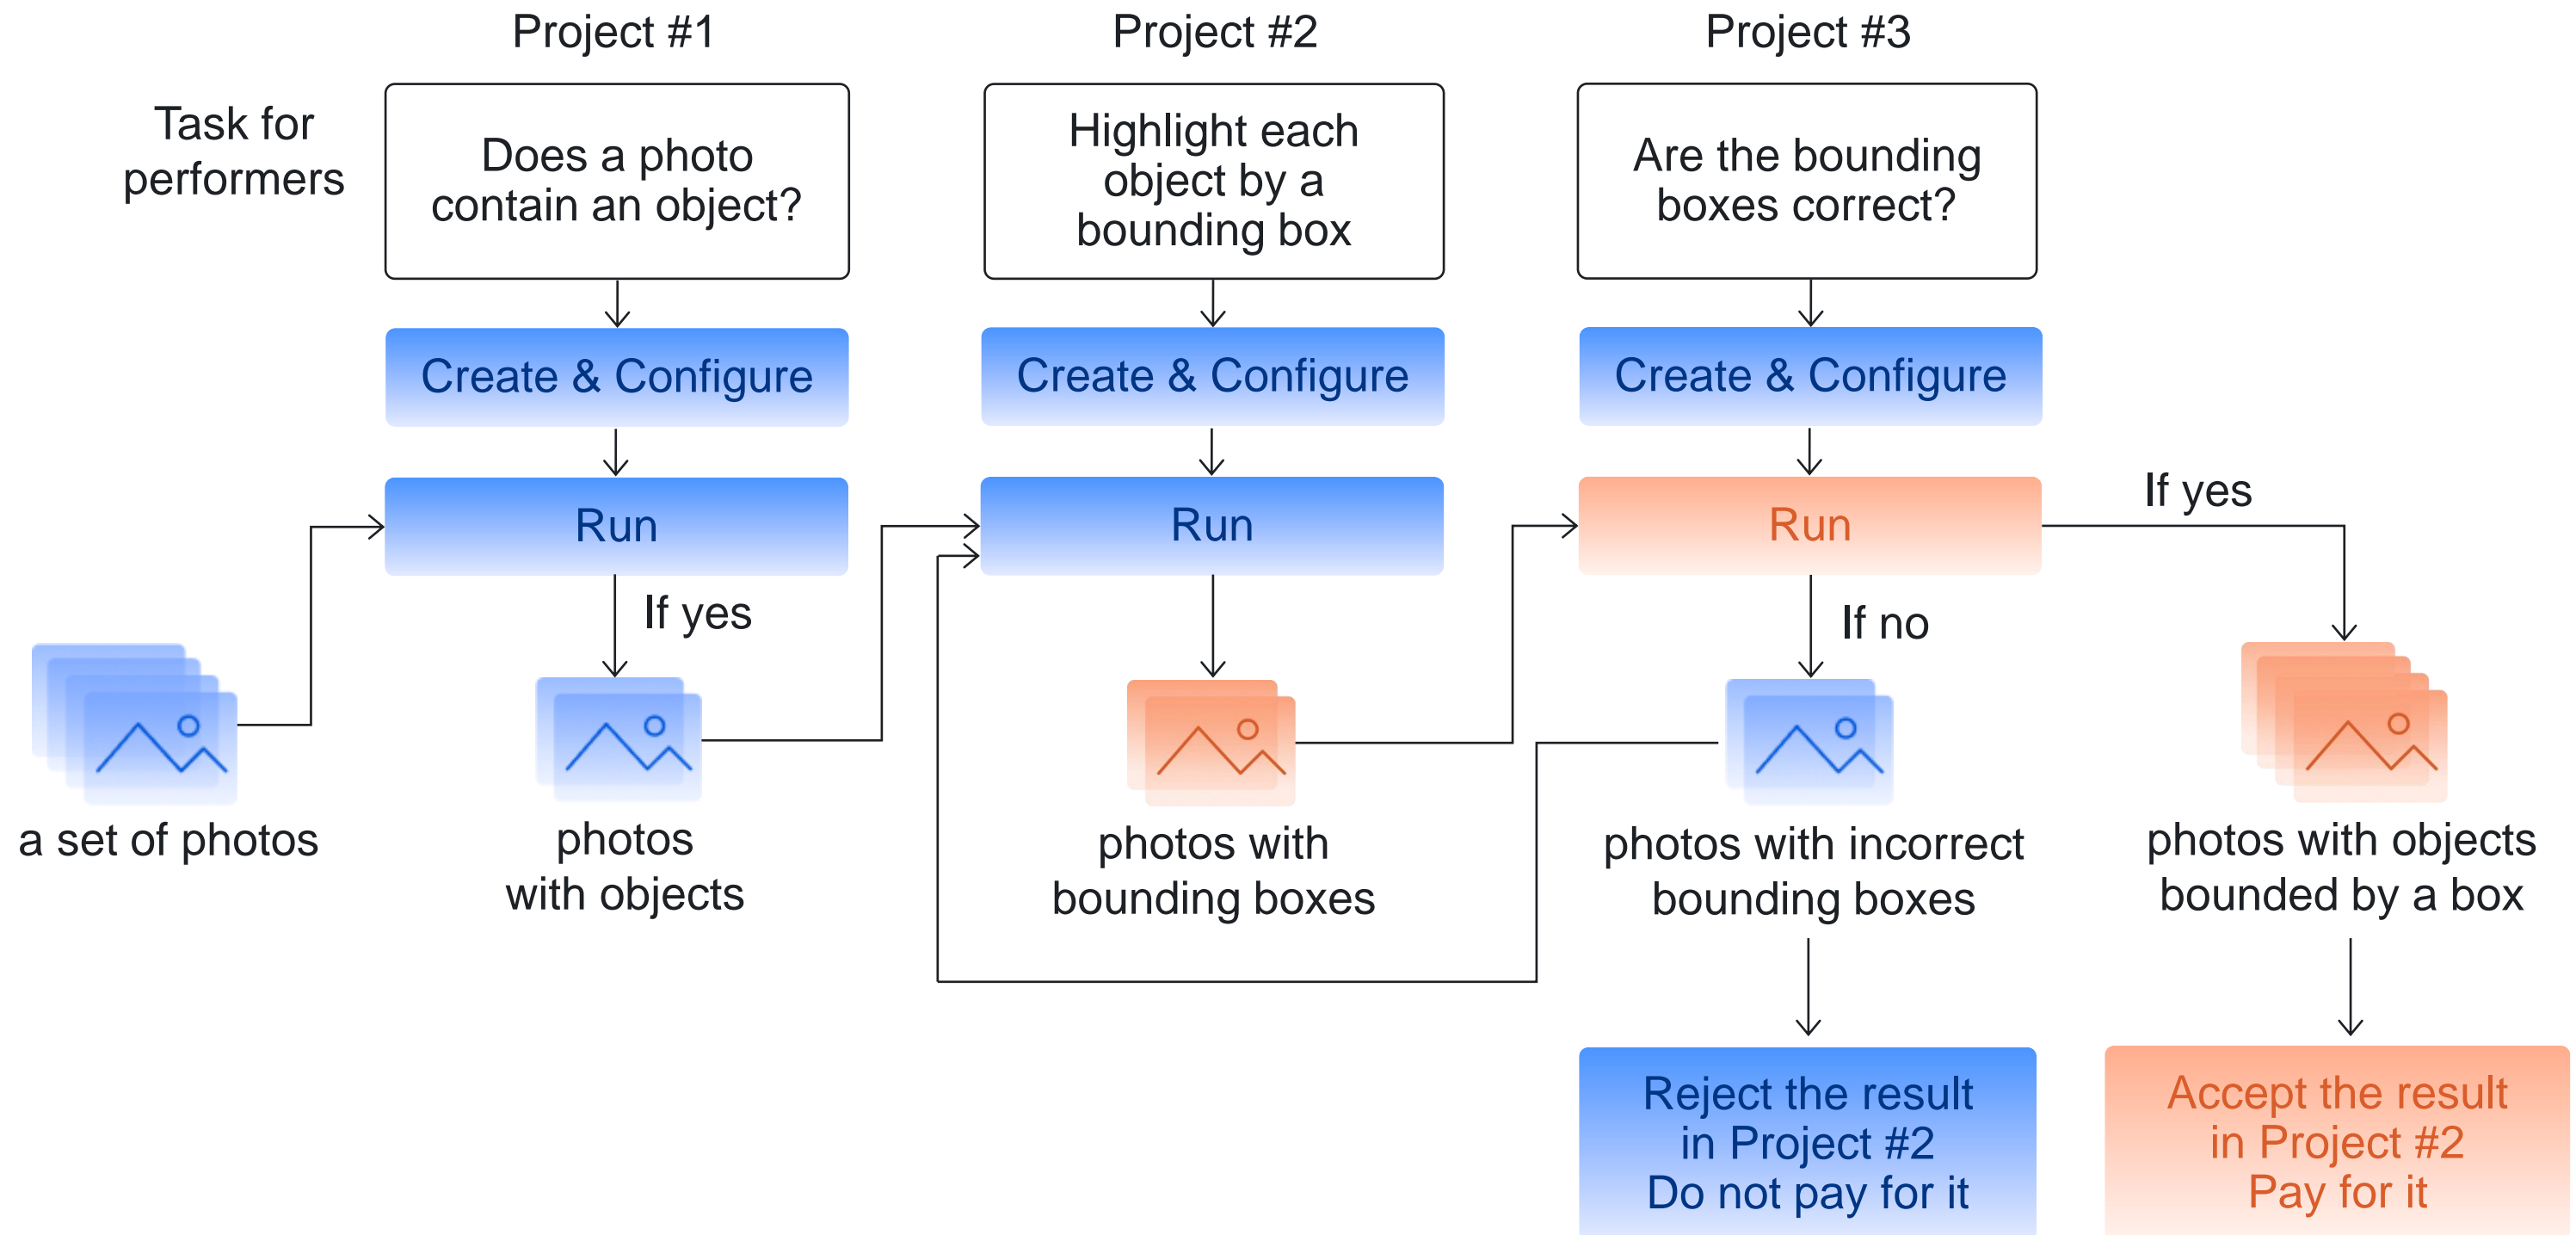 Project #1
Project #2
Project #3
Task for
performers
Does a photo
contain an object?
Highlight each
object by a
bounding box
Are the bounding
boxes correct?
Create & Configure
Create & Configure
Create & Configure
Run
Run
Run
If yes
If yes
If no
a set of photos
photos
with objects
photos with
bounding boxes
photos with incorrect
bounding boxes
photos with objects
bounded by a box
Reject the result
in Project #2
Do not pay for it
Accept the result
in Project #2
Pay for it